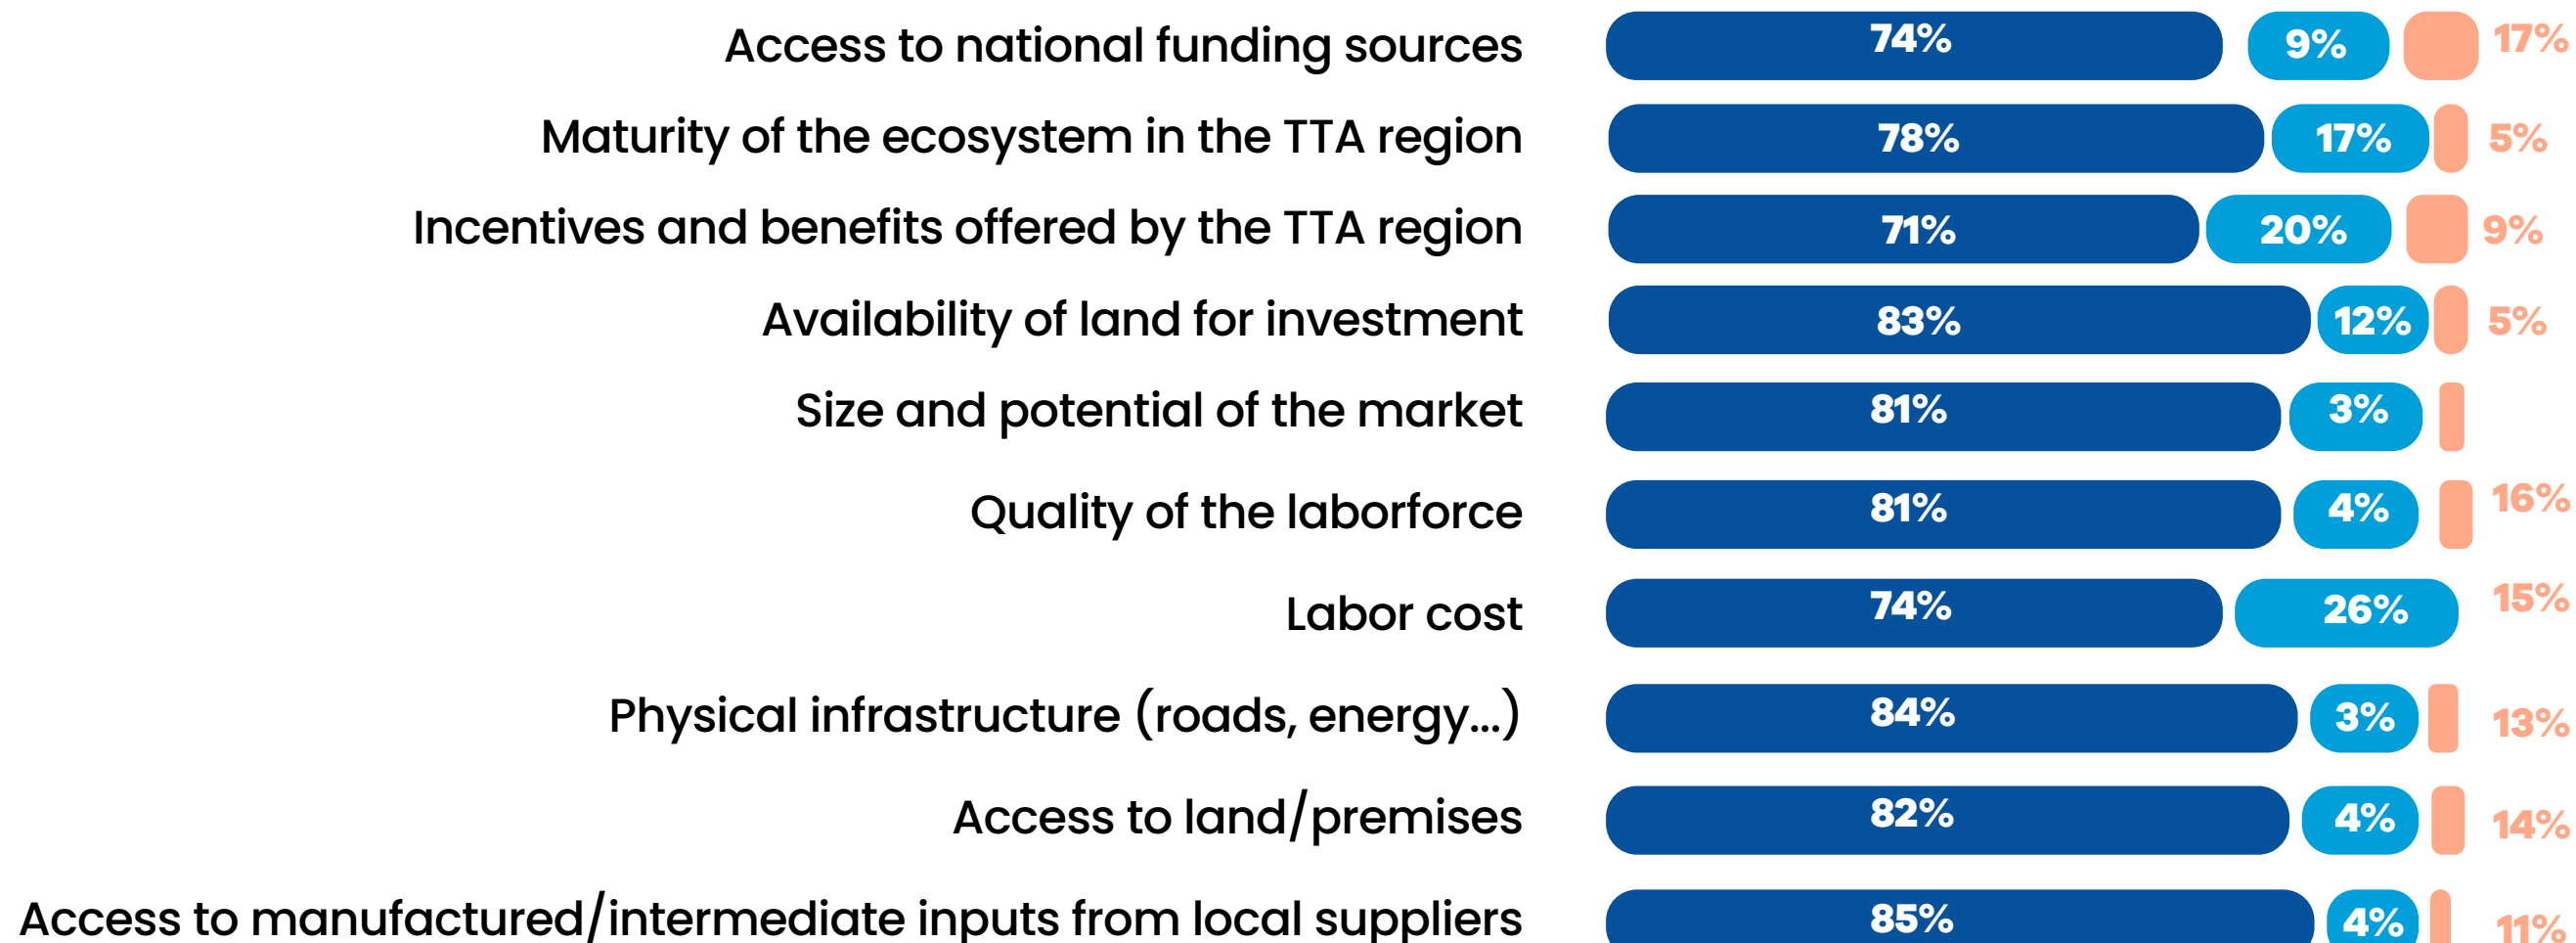 Access to national funding sources 74% 9% 17%
Maturity of the ecosystem in the TTA region 78% 17% 5%
Incentives and benefits offered by the TTA region 71% 20% 9%
Availability of land for investment 83% 12% 5%
Size and potential of the market 81% 3%
Quality of the laborforce 81% 4% 16%
Labor cost 74% 26% 15%
Physical infrastructure (roads, energy...) 84% 3% 13%
Access to land/premises 82% 4% 14%
Access to manufactured/intermediate inputs from local suppliers 85% 4% 11%